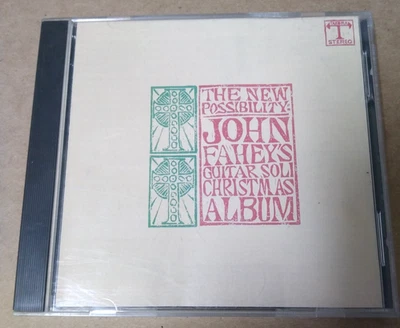 T
STEREO
THE NEW
POSSIBILITY:
JOHN
FAHEY'S
GUITAR SOLI
CHRISTMAS
ALBUM